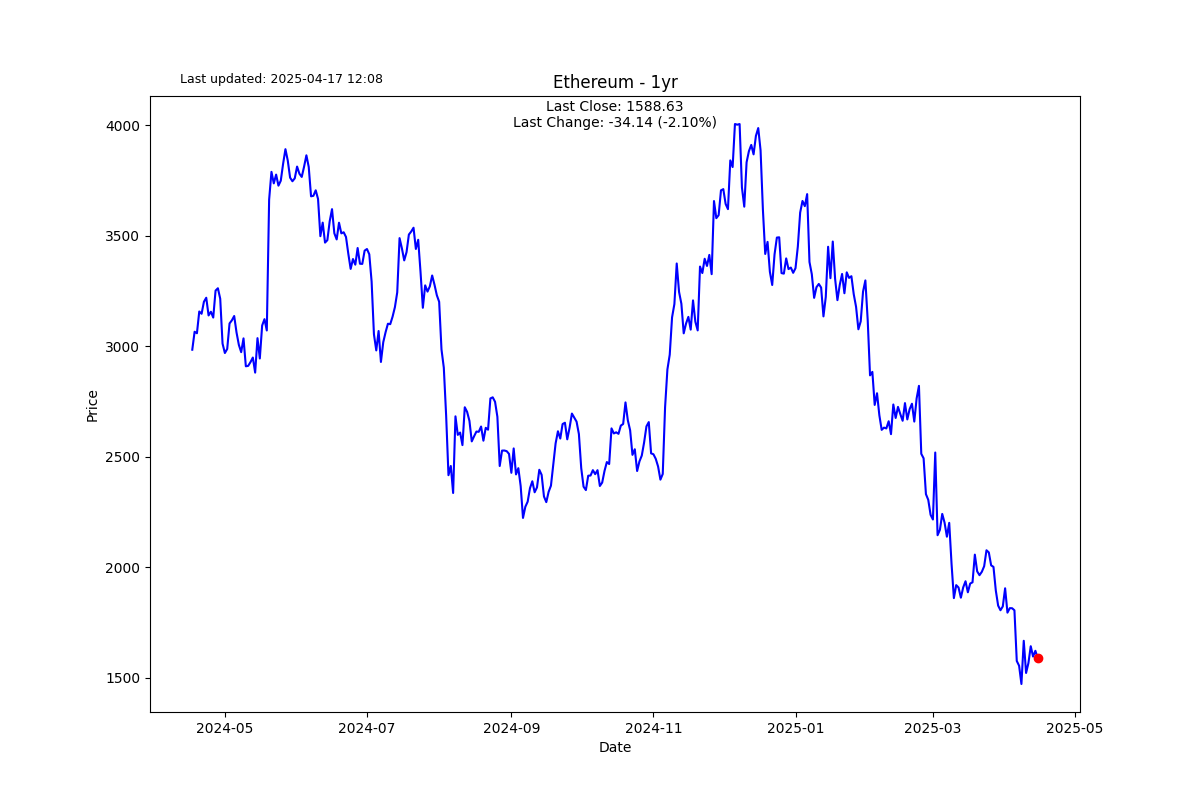 Last updated: 2025-04-17 12:08
Ethereum - 1yr
Last Close: 1588.63
Last Change: -34.14 (-2.10%)
4000
3500
3000
2500
2000
1500
Price
2024-05
2024-07
2024-09
2024-11
2025-01
2025-03
2025-05
Date